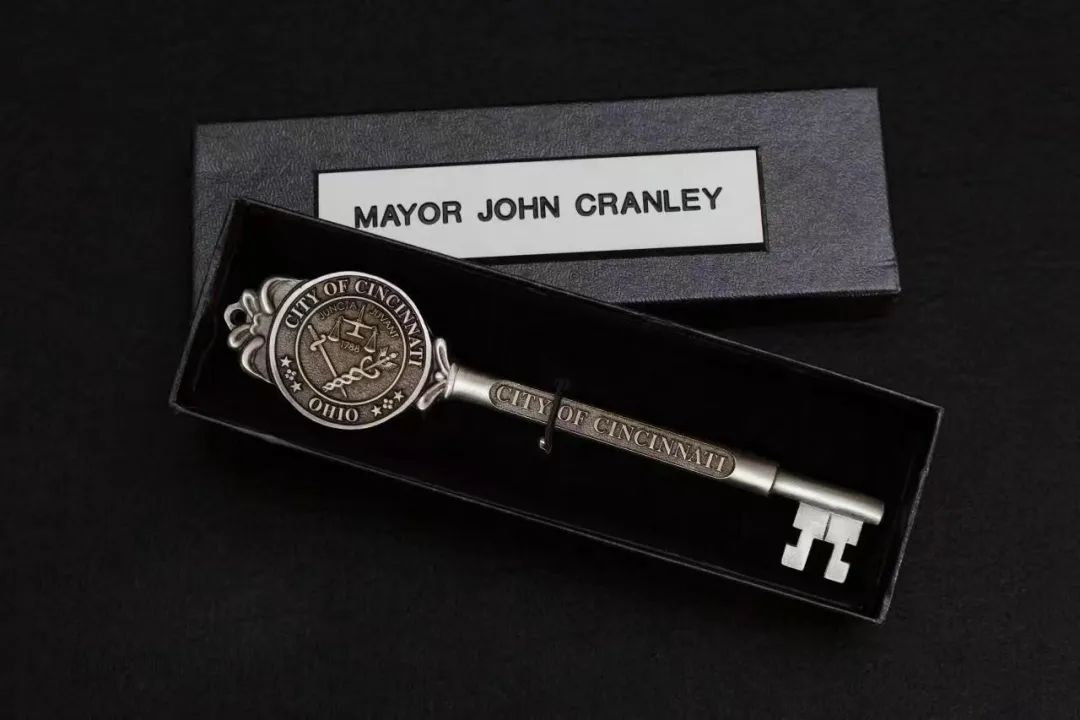 MAYOR JOHN CRANLEY
CITY OF CINCINNATI
JUNCTA JUVANT
1788
OHIO
CITY OF CINCINNATI